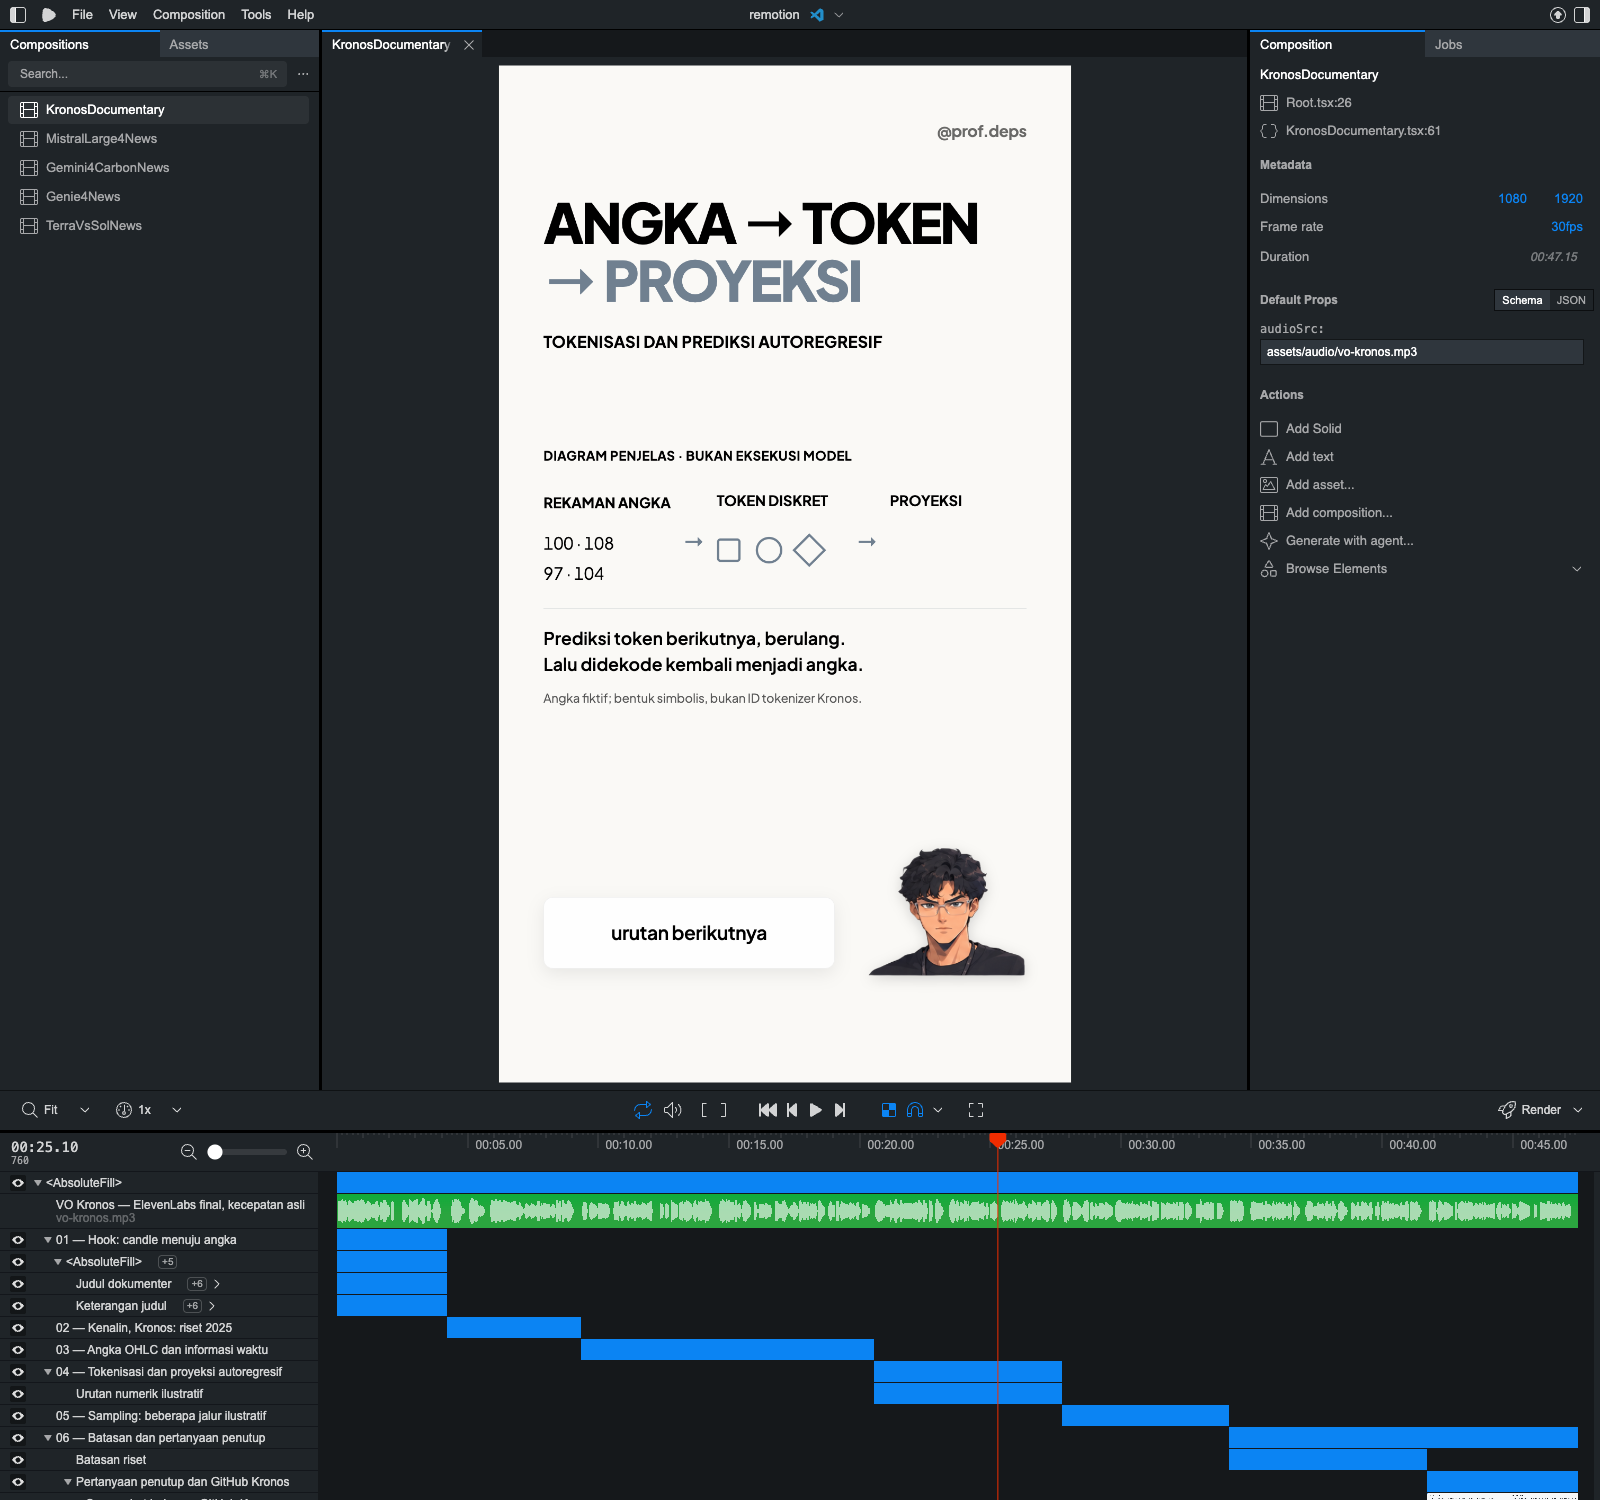 File View Composition Tools Help
remotion
Compositions Assets
Search... ⌘K
KronosDocumentary
MistralLarge4News
Gemini4CarbonNews
Genie4News
TerraVsSolNews
KronosDocumentary
@prof.deps
ANGKA → TOKEN
→ PROYEKSI
TOKENISASI DAN PREDIKSI AUTOREGRESIF
DIAGRAM PENJELAS · BUKAN EKSEKUSI MODEL
REKAMAN ANGKA TOKEN DISKRET PROYEKSI
100 · 108
97 · 104
→ →
Prediksi token berikutnya, berulang.
Lalu didekode kembali menjadi angka.
Angka fiktif; bentuk simbolis, bukan ID tokenizer Kronos.
urutan berikutnya
Composition Jobs
KronosDocumentary
Root.tsx:26
KronosDocumentary.tsx:61
Metadata
Dimensions 1080 1920
Frame rate 30fps
Duration 00:47.15
Default Props Schema JSON
audioSrc:
assets/audio/vo-kronos.mp3
Actions
Add Solid
Add text
Add asset...
Add composition...
Generate with agent...
Browse Elements
Fit 1x Render
00:25.10
760
00:05.00 00:10.00 00:15.00 00:20.00 00:25.00 00:30.00 00:35.00 00:40.00 00:45.00
<AbsoluteFill>
VO Kronos — ElevenLabs final, kecepatan asli
vo-kronos.mp3
01 — Hook: candle menuju angka
<AbsoluteFill> +5
Judul dokumenter +6
Keterangan judul +6
02 — Kenalin, Kronos: riset 2025
03 — Angka OHLC dan informasi waktu
04 — Tokenisasi dan proyeksi autoregresif
Urutan numerik ilustratif
05 — Sampling: beberapa jalur ilustratif
06 — Batasan dan pertanyaan penutup
Batasan riset
Pertanyaan penutup dan GitHub Kronos